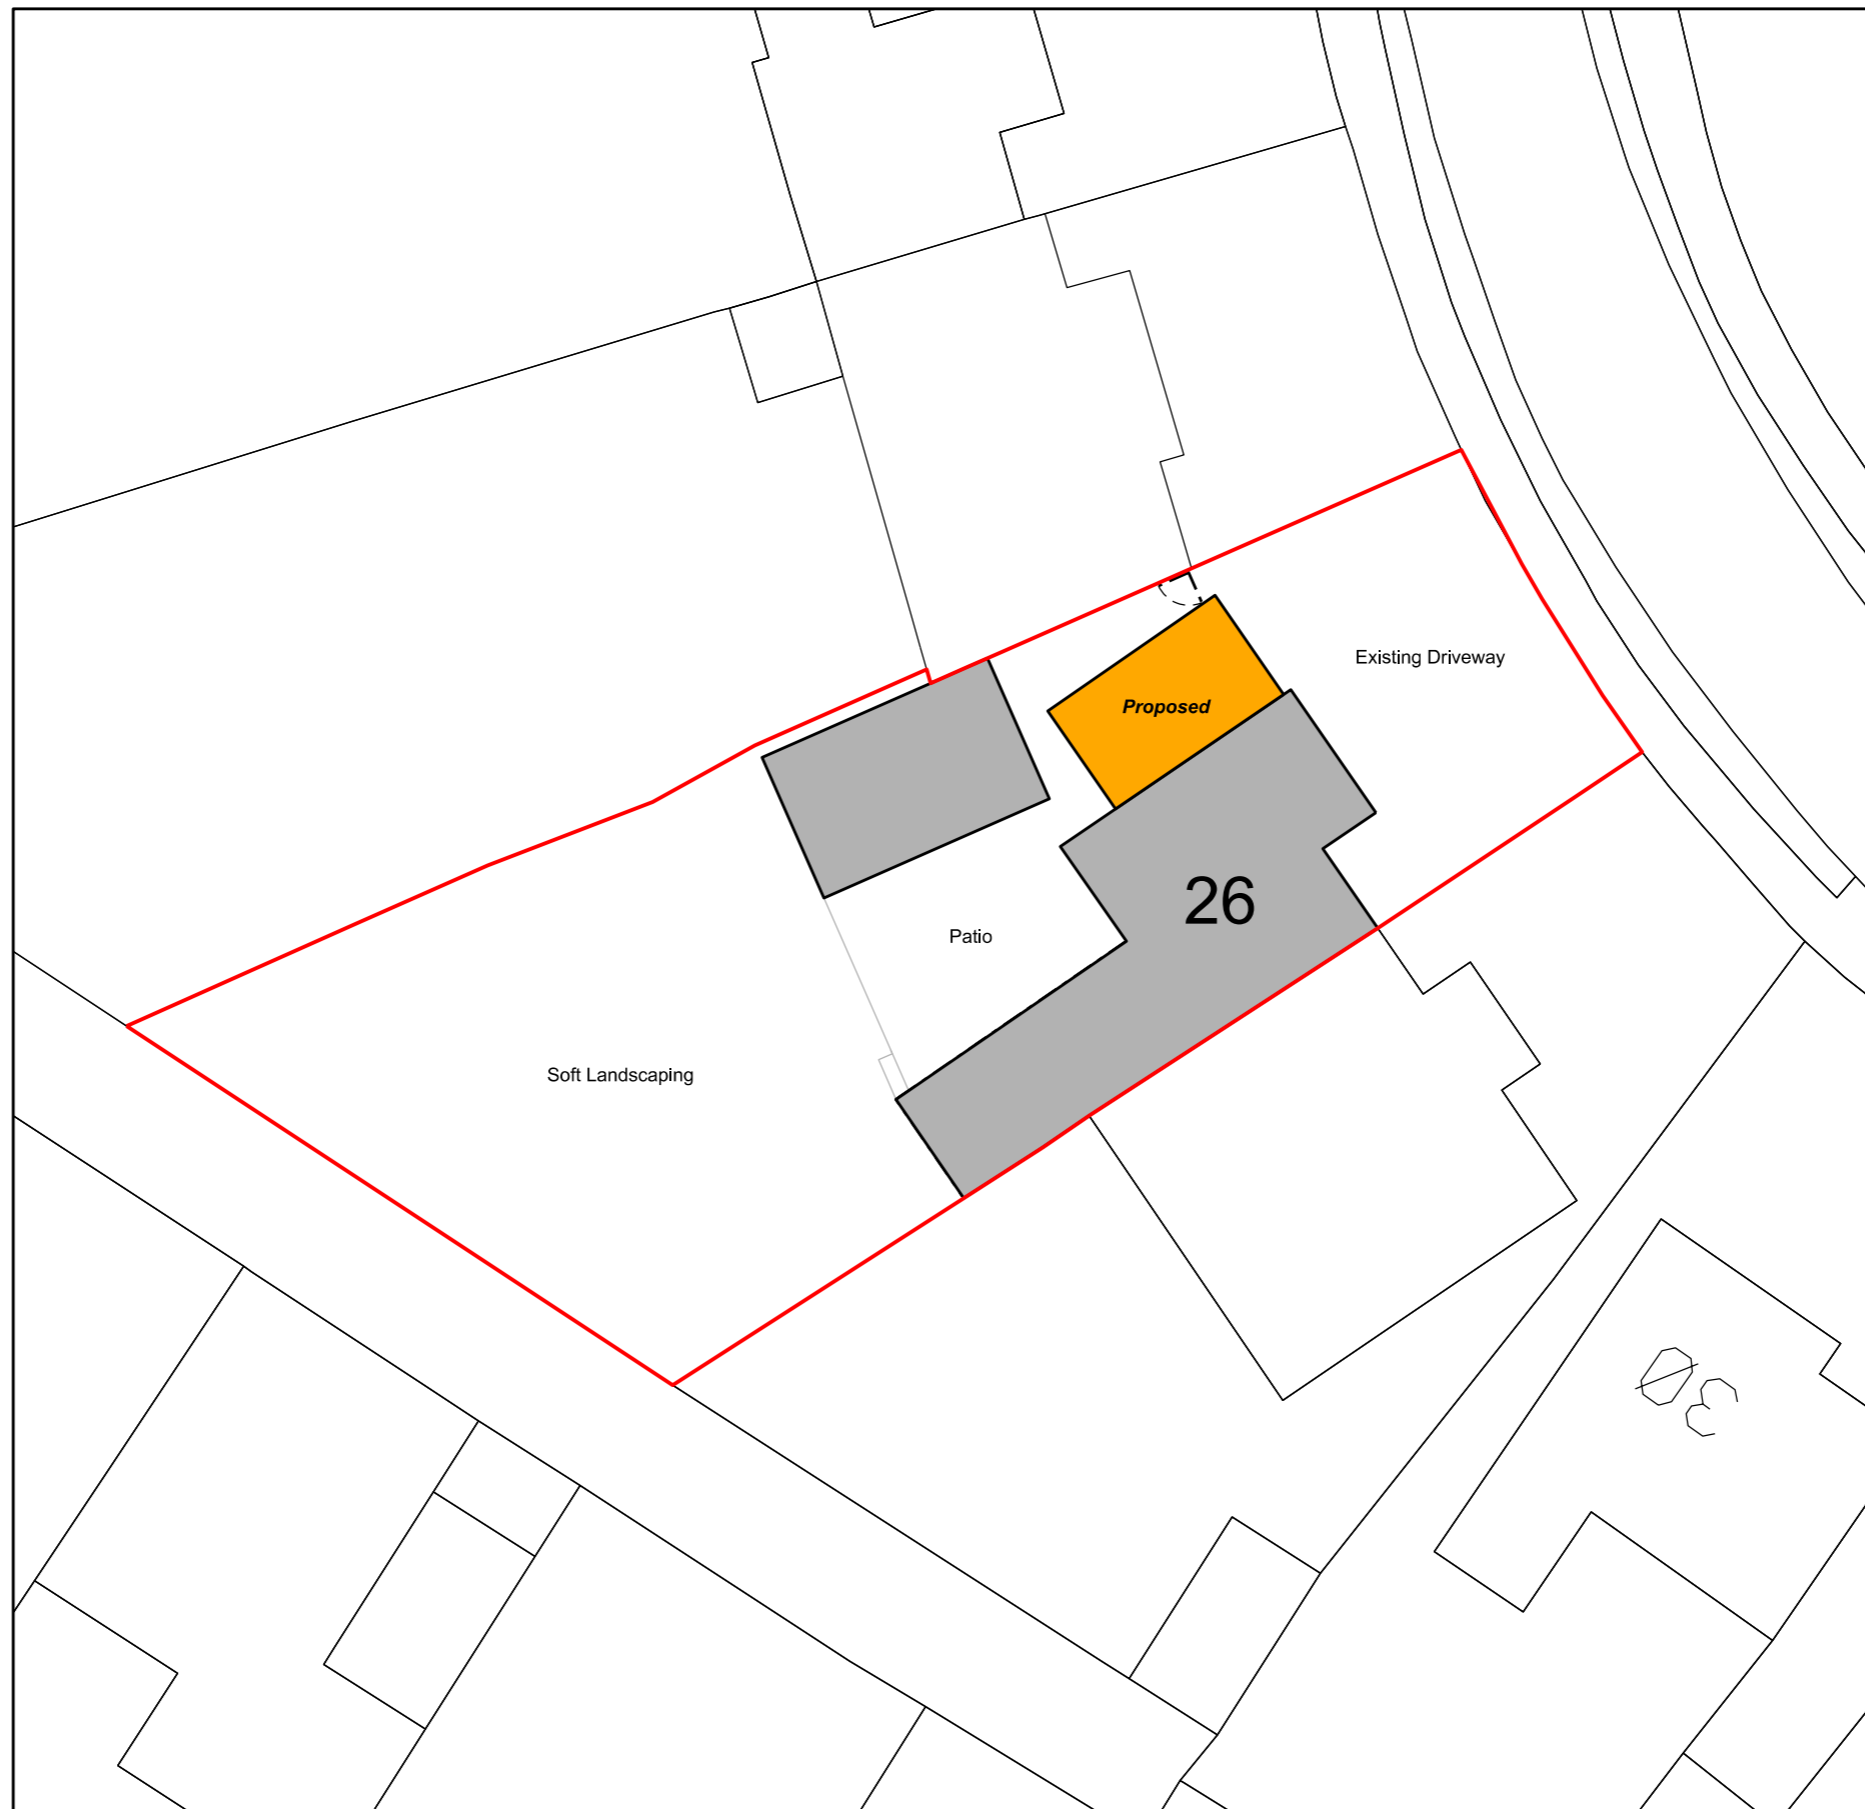 Existing Driveway
Proposed
26
Patio
Soft Landscaping
30